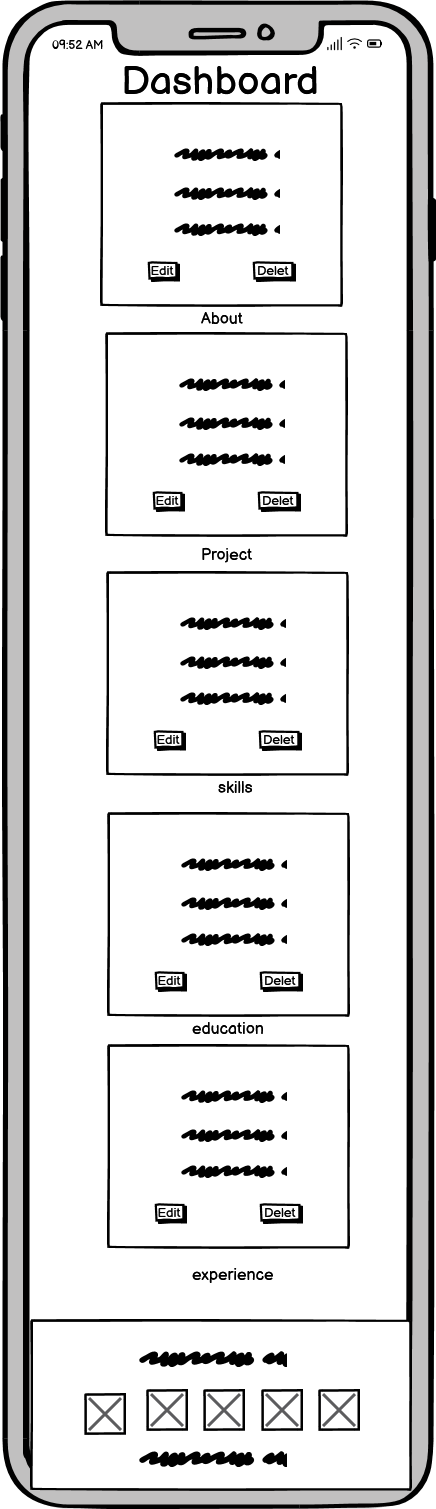 09:52 AM
Dashboard
Edit Delet
About
Edit Delet
Project
Edit Delet
skills
Edit Delet
education
Edit Delet
experience